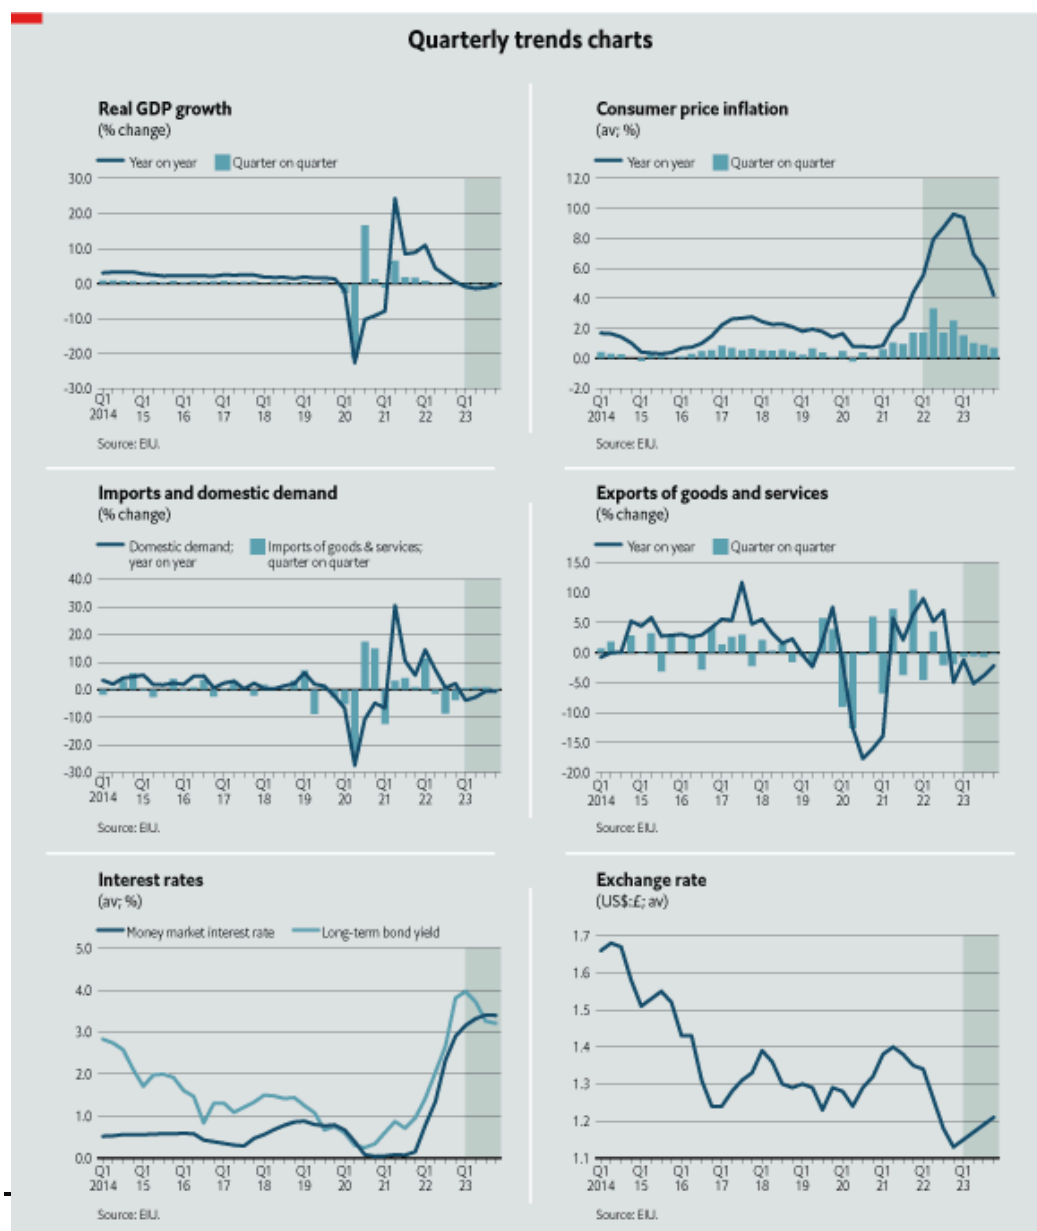 Quarterly trends charts
Real GDP growth
(% change)
Year on year
Quarter on quarter
30.0
20.0
10.0
0.0
-10.0
-20.0
-30.0
Q1 Q1 Q1 Q1 Q1 Q1 Q1 Q1 Q1 Q1
2014 15 16 17 18 19 20 21 22 23
Source: EIU.
Consumer price inflation
(av; %)
Year on year
Quarter on quarter
12.0
10.0
8.0
6.0
4.0
2.0
0.0
-2.0
Q1 Q1 Q1 Q1 Q1 Q1 Q1 Q1 Q1 Q1
2014 15 16 17 18 19 20 21 22 23
Source: EIU.
Imports and domestic demand
(% change)
Domestic demand;
year on year
Imports of goods & services;
quarter on quarter
40.0
30.0
20.0
10.0
0.0
-10.0
-20.0
-30.0
Q1 Q1 Q1 Q1 Q1 Q1 Q1 Q1 Q1 Q1
2014 15 16 17 18 19 20 21 22 23
Source: EIU.
Exports of goods and services
(% change)
Year on year
Quarter on quarter
15.0
10.0
5.0
0.0
-5.0
-10.0
-15.0
-20.0
Q1 Q1 Q1 Q1 Q1 Q1 Q1 Q1 Q1 Q1
2014 15 16 17 18 19 20 21 22 23
Source: EIU.
Interest rates
(av; %)
Money market interest rate
Long-term bond yield
5.0
4.0
3.0
2.0
1.0
0.0
Q1 Q1 Q1 Q1 Q1 Q1 Q1 Q1 Q1 Q1
2014 15 16 17 18 19 20 21 22 23
Source: EIU.
Exchange rate
(US$:£; av)
1.7
1.6
1.5
1.4
1.3
1.2
1.1
Q1 Q1 Q1 Q1 Q1 Q1 Q1 Q1 Q1 Q1
2014 15 16 17 18 19 20 21 22 23
Source: EIU.